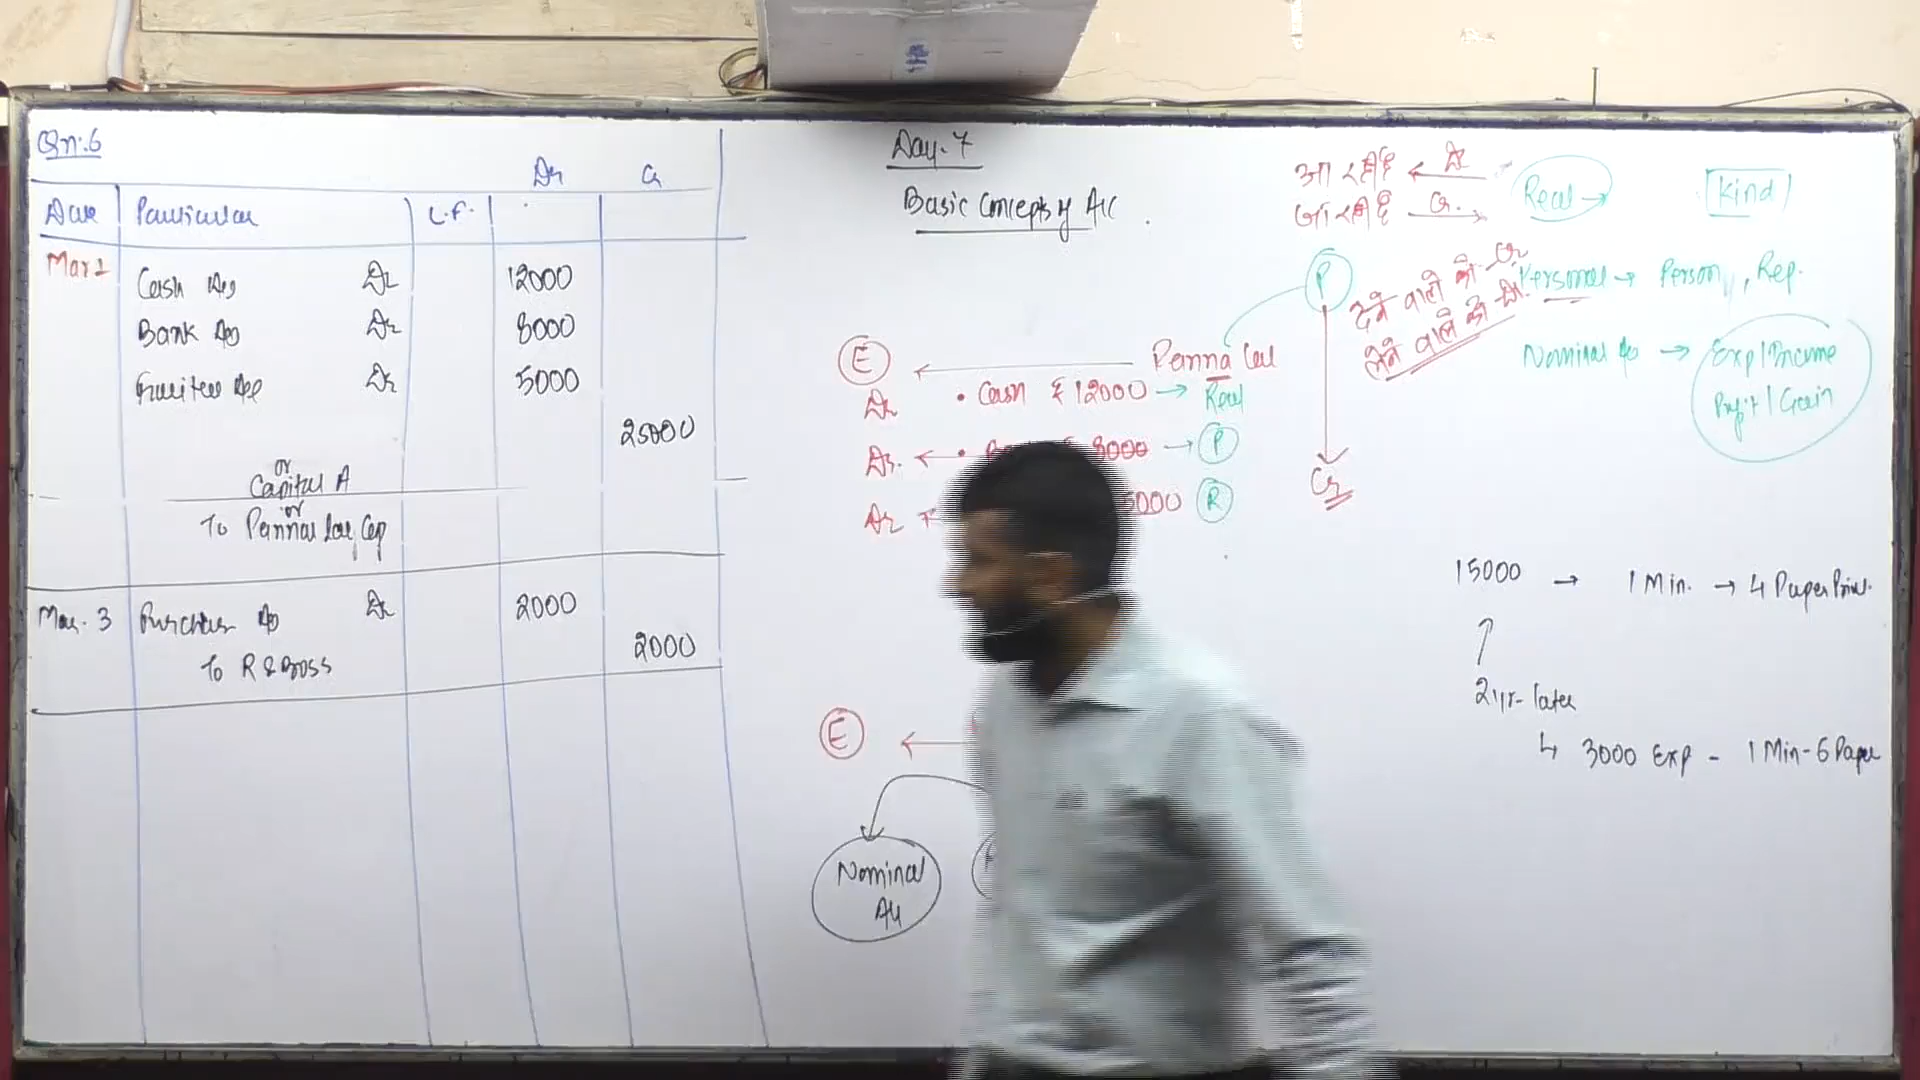 Qn:6
Dr Cr
Date Particular L.F.
Mar 1 Cash A/c Dr 12000
Bank A/c Dr 8000
Dr 5000
25000
or
Capital A
or
To Panna Lal Cap
Mar. 3 Purchase A/c Dr 2000
To R & Bross 2000
Day. 7
Basic Concepts of A/c
E ← Panna Lal
Dr • Cash ₹ 12000 → Real
Dr. ← • 8000 → P
Dr 5000 R
E ←
Nominal
A/c
आ रही है ← Dr
जा रही है Cr. →
Real → Kind
P
देने वाले को Cr
लेने वाले को Dr.
Cr
Personal → Person, Rep.
Nominal A/c → Exp/Income
Profit/Gain
15000 → 1 Min. → 4 Paper Print.
2 yr later
↳ 3000 Exp - 1 Min - 6 Paper